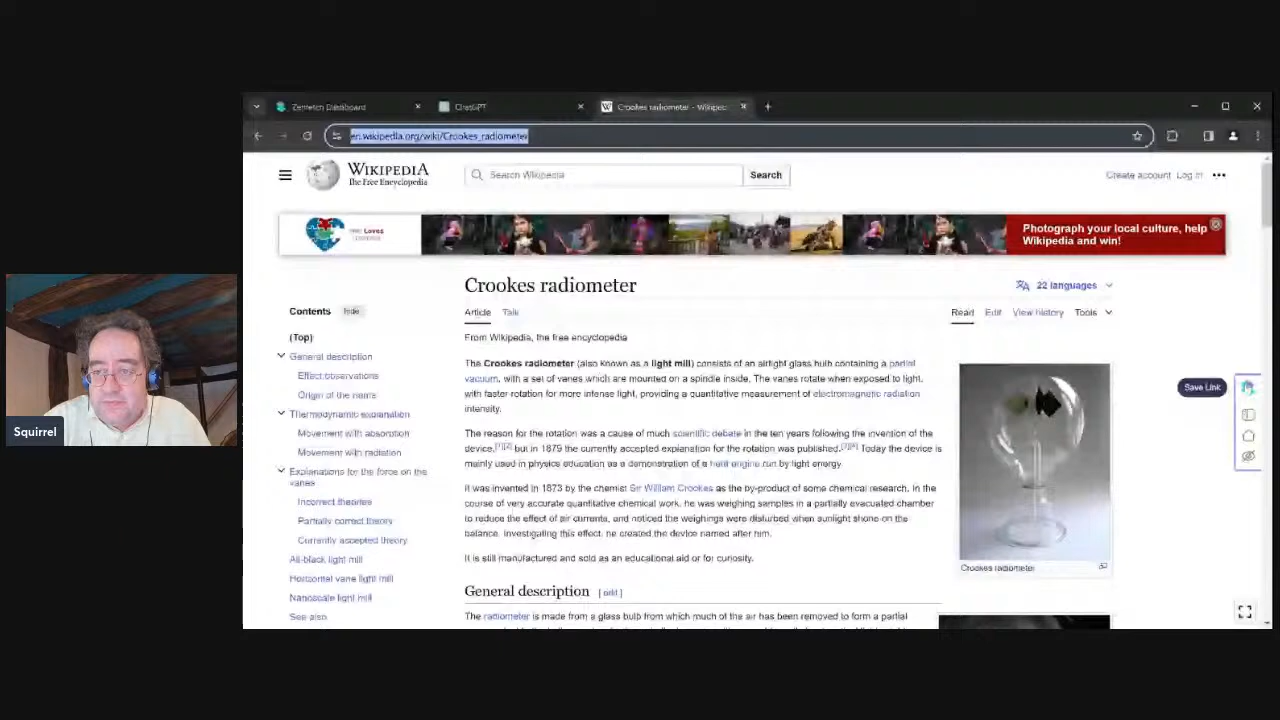 Zenfetch Dashboard
ChatGPT
Crookes radiometer - Wikipec
en.wikipedia.org/wiki/Crookes_radiometer
WIKIPEDIA
The Free Encyclopedia
Search Wikipedia
Search
Create account Log in
Loves
Photograph your local culture, help
Wikipedia and win!
Crookes radiometer
22 languages
Article Talk
Read Edit View history Tools
From Wikipedia, the free encyclopedia
The Crookes radiometer (also known as a light mill) consists of an airtight glass bulb containing a partial
vacuum, with a set of vanes which are mounted on a spindle inside. The vanes rotate when exposed to light,
with faster rotation for more intense light, providing a quantitative measurement of electromagnetic radiation
intensity.
The reason for the rotation was a cause of much scientific debate in the ten years following the invention of the
device,[1][2] but in 1879 the currently accepted explanation for the rotation was published.[3][4] Today the device is
mainly used in physics education as a demonstration of a heat engine run by light energy.
It was invented in 1873 by the chemist Sir William Crookes as the by-product of some chemical research. In the
course of very accurate quantitative chemical work, he was weighing samples in a partially evacuated chamber
to reduce the effect of air currents, and noticed the weighings were disturbed when sunlight shone on the
balance. Investigating this effect, he created the device named after him.
It is still manufactured and sold as an educational aid or for curiosity.
General description [ edit ]
The radiometer is made from a glass bulb from which much of the air has been removed to form a partial
Contents hide
(Top)
General description
Effect observations
Origin of the name
Thermodynamic explanation
Movement with absorption
Movement with radiation
Explanations for the force on the
vanes
Incorrect theories
Partially correct theory
Currently accepted theory
All-black light mill
Horizontal vane light mill
Nanoscale light mill
See also
Crookes radiometer
Save Link
Squirrel